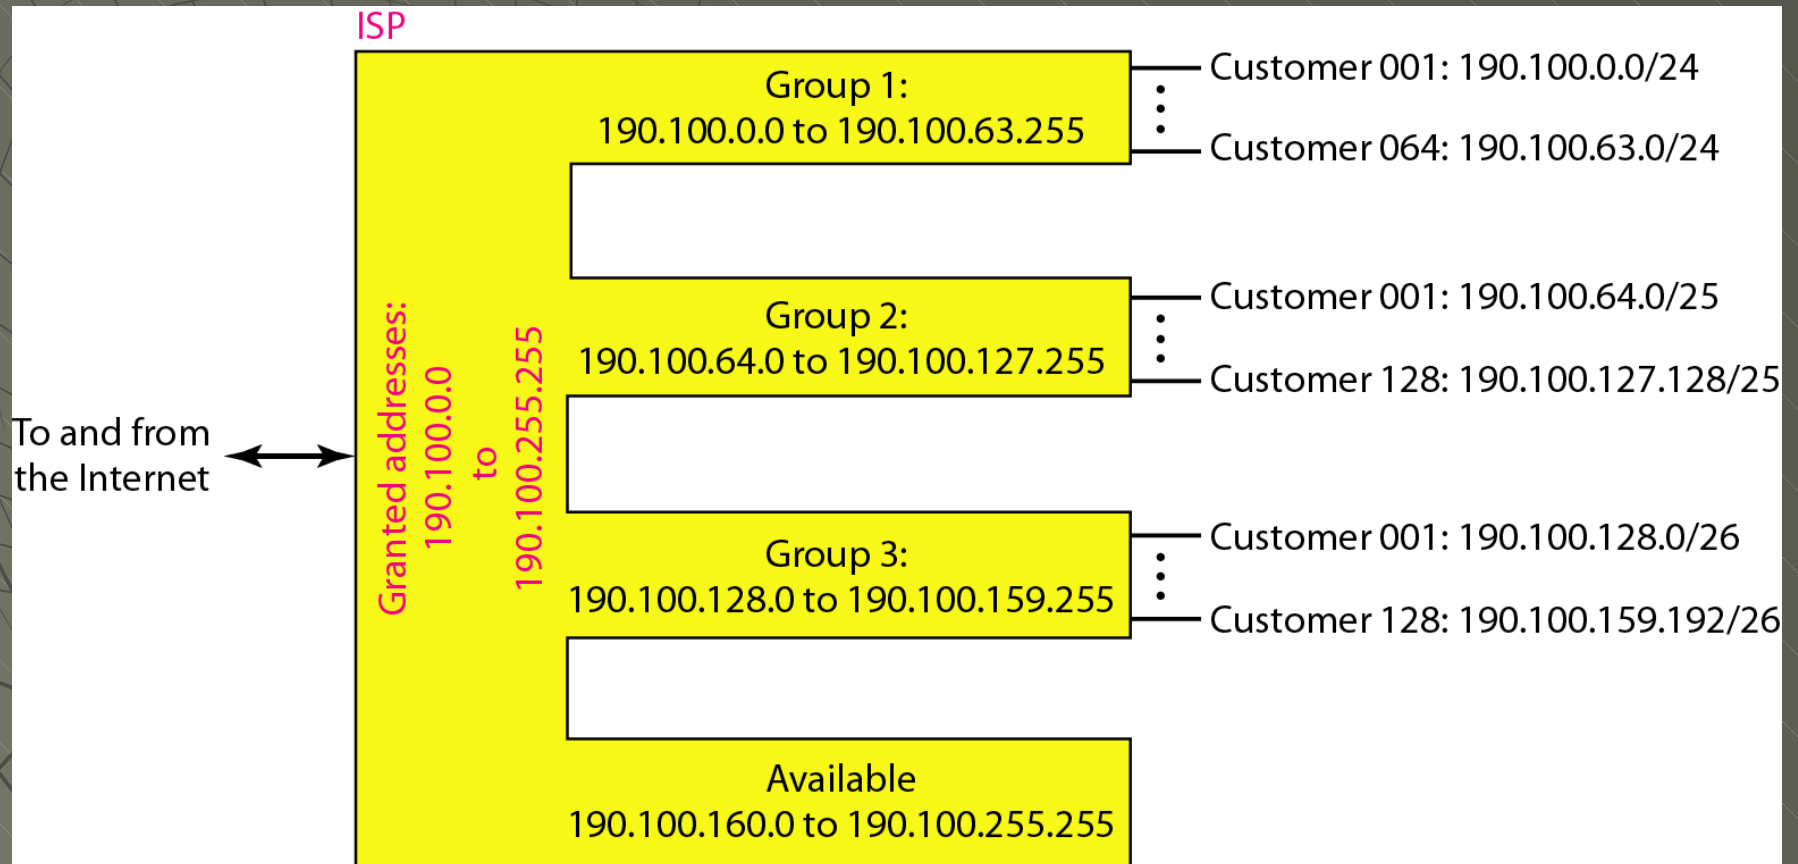 ISP
Group 1:
190.100.0.0 to 190.100.63.255
Customer 001: 190.100.0.0/24
Customer 064: 190.100.63.0/24
Group 2:
190.100.64.0 to 190.100.127.255
Customer 001: 190.100.64.0/25
Customer 128: 190.100.127.128/25
Granted addresses:
190.100.0.0
to
190.100.255.255
To and from
the Internet
Group 3:
190.100.128.0 to 190.100.159.255
Customer 001: 190.100.128.0/26
Customer 128: 190.100.159.192/26
Available
190.100.160.0 to 190.100.255.255